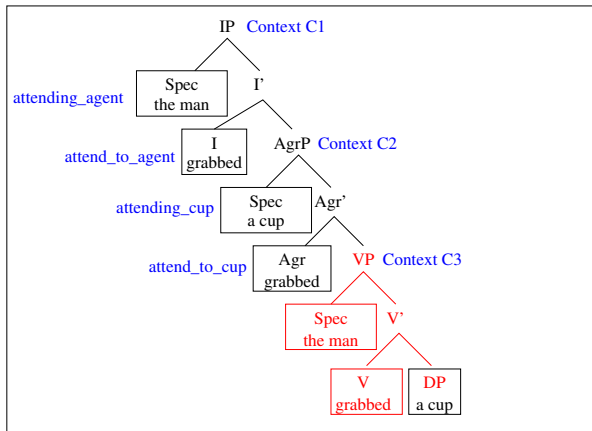 IP Context C1
attending_agent Spec I’
the man
attend_to_agent I AgrP Context C2
grabbed
attending_cup Spec Agr’
a cup
attend_to_cup Agr VP Context C3
grabbed
Spec V’
the man
V DP
grabbed a cup